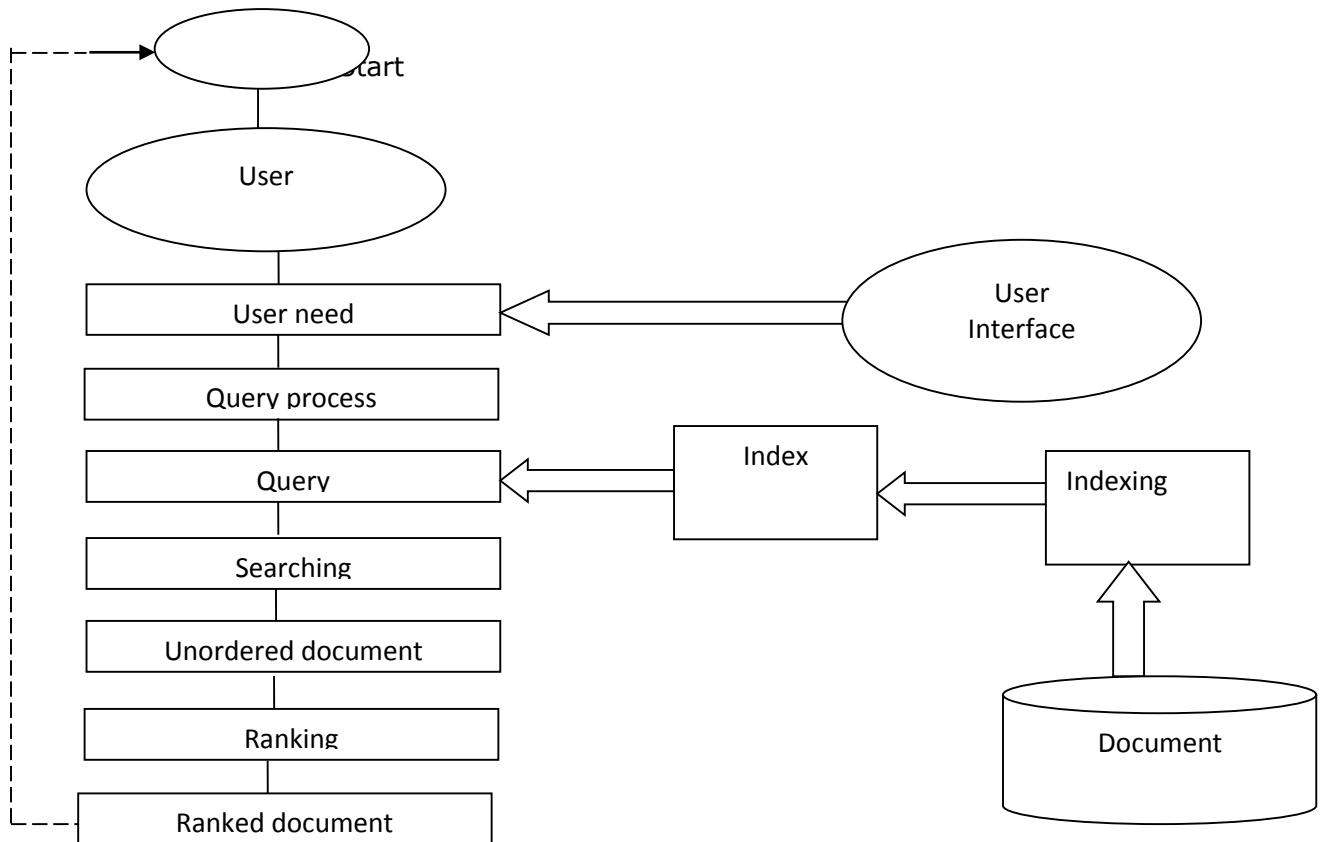 Start
User
User need
User
Interface
Query process
Query
Index
Indexing
Searching
Unordered document
Ranking
Document
Ranked document